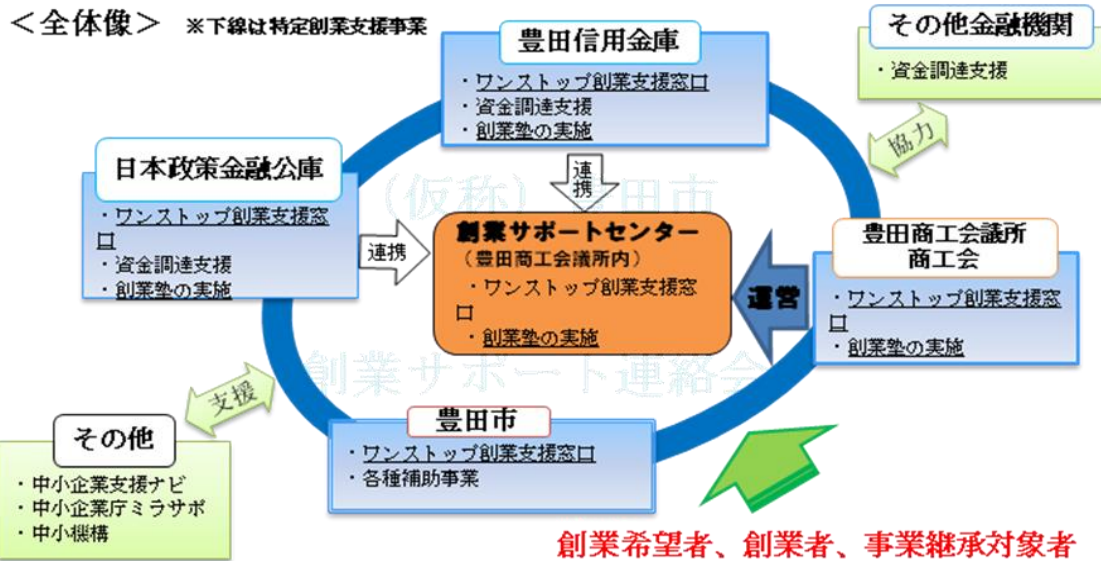 ＜全体像＞ ※下線は特定創業支援事業
豊田信用金庫
・ワンストップ創業支援窓口
・資金調達支援
・創業塾の実施
その他金融機関
・資金調達支援
協力
日本政策金融公庫
・ワンストップ創業支援窓
口
・資金調達支援
・創業塾の実施
連携
連
携
（仮称）豊田市
創業サポートセンター
（豊田商工会議所内）
・ワンストップ創業支援窓
口
・創業塾の実施
運営
豊田商工会議所
商工会
・ワンストップ創業支援窓
口
・創業塾の実施
創業サポート連絡会
支援
その他
・中小企業支援ナビ
・中小企業庁ミラサポ
・中小機構
豊田市
・ワンストップ創業支援窓口
・各種補助事業
創業希望者、創業者、事業継承対象者